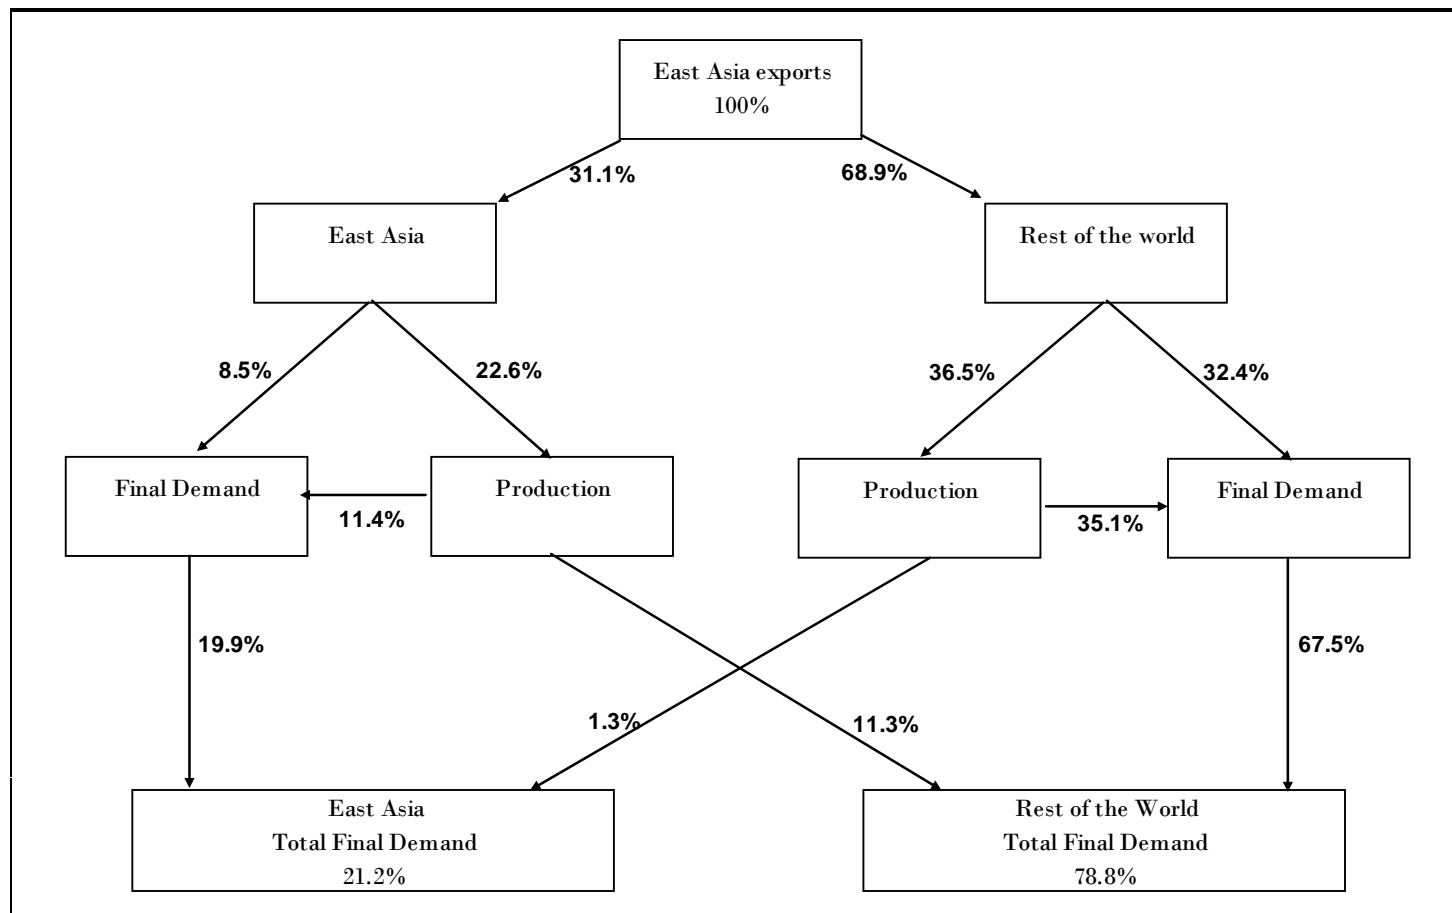 East Asia exports
100%
31.1%
68.9%
East Asia
Rest of the world
8.5%
22.6%
36.5%
32.4%
Final Demand
Production
Production
Final Demand
11.4%
35.1%
19.9%
67.5%
1.3%
11.3%
East Asia
Total Final Demand
21.2%
Rest of the World
Total Final Demand
78.8%